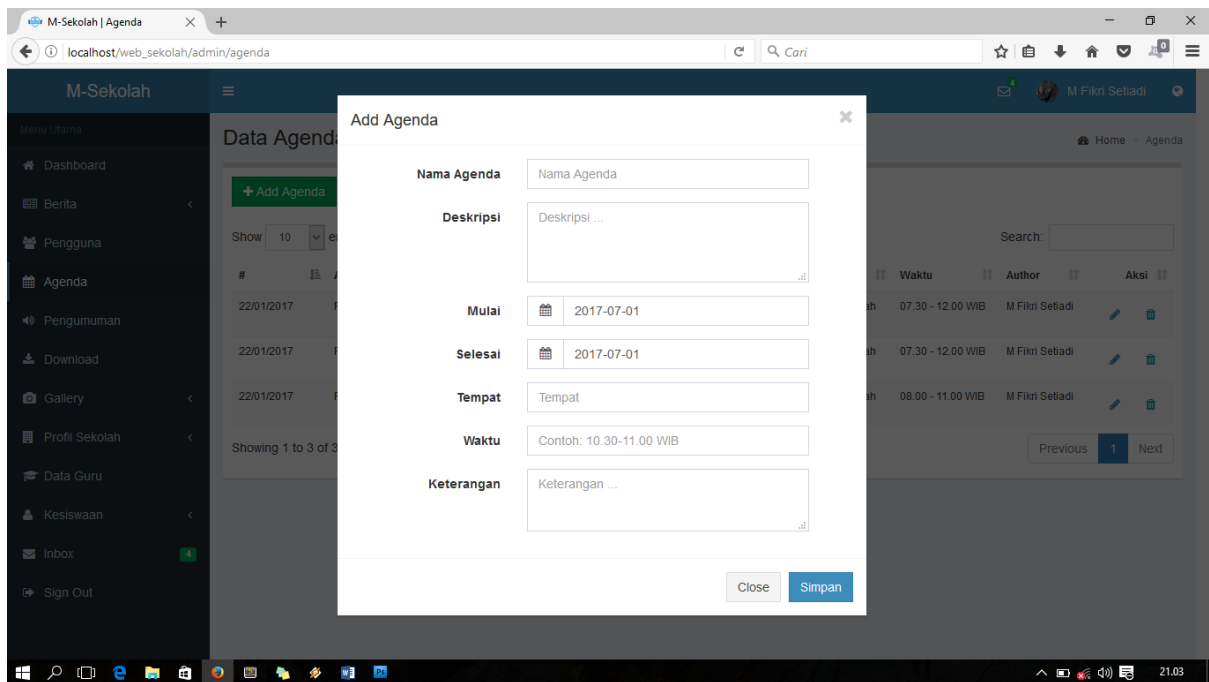 M-Sekolah | Agenda
localhost/web_sekolah/admin/agenda
Cari
0
M-Sekolah
4
M Fikri Setiadi
Menu Utama
Dashboard
Berita
Pengguna
Agenda
Pengumuman
Download
Gallery
Profil Sekolah
Data Guru
Kesiswaan
Inbox 4
Sign Out
Data Agenda
Home Agenda
+ Add Agenda
Show 10
Search:
# Waktu Author Aksi
22/01/2017 07.30 - 12.00 WIB M Fikri Setiadi
22/01/2017 07.30 - 12.00 WIB M Fikri Setiadi
22/01/2017 08.00 - 11.00 WIB M Fikri Setiadi
Showing 1 to 3 of 3
Previous 1 Next
Add Agenda
Nama Agenda Nama Agenda
Deskripsi Deskripsi ...
Mulai 2017-07-01
Selesai 2017-07-01
Tempat Tempat
Waktu Contoh: 10.30-11.00 WIB
Keterangan Keterangan ...
Close Simpan
21.03